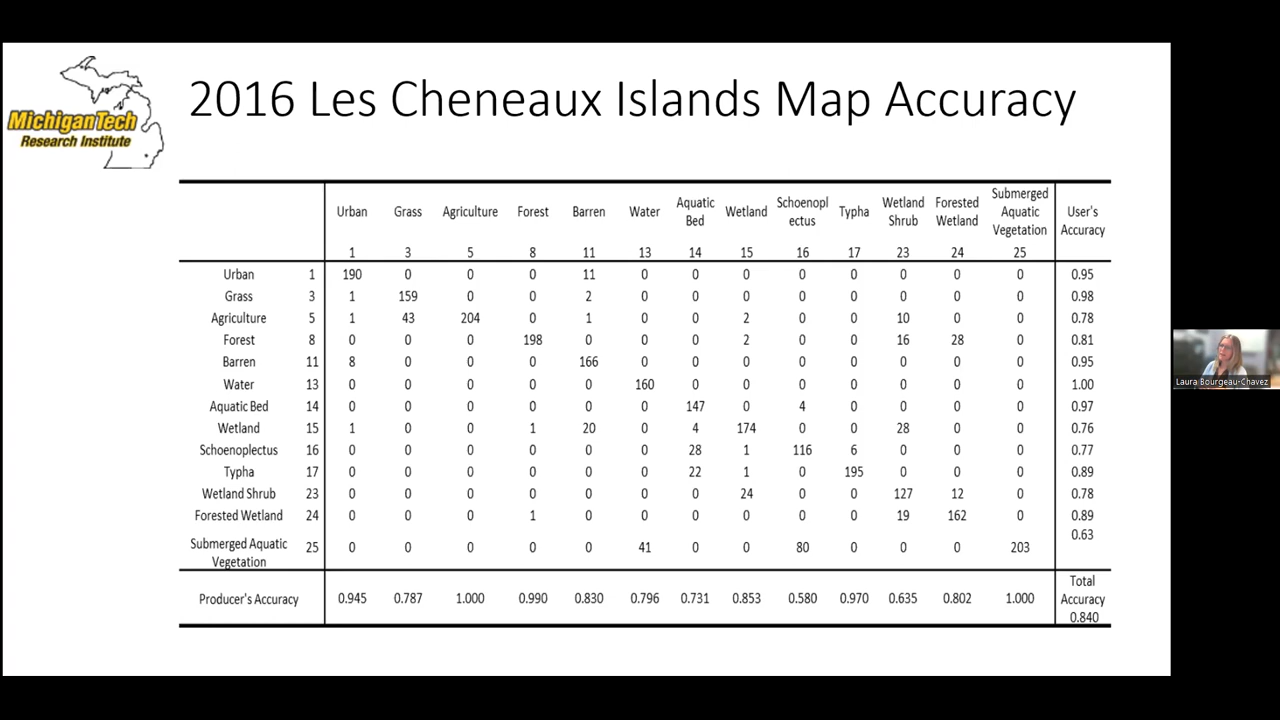 2016 Les Cheneaux Islands Map Accuracy
MichiganTech
Research Institute
Urban Grass Agriculture Forest Barren Water Aquatic Bed Wetland Schoenopl ectus Typha Wetland Shrub Forested Wetland Submerged Aquatic Vegetation User's Accuracy
1 3 5 8 11 13 14 15 16 17 23 24 25
Urban 1 190 0 0 0 11 0 0 0 0 0 0 0 0 0.95
Grass 3 1 159 0 0 2 0 0 0 0 0 0 0 0 0.98
Agriculture 5 1 43 204 0 1 0 0 2 0 0 10 0 0 0.78
Forest 8 0 0 0 198 0 0 0 2 0 0 16 28 0 0.81
Barren 11 8 0 0 0 166 0 0 0 0 0 0 0 0 0.95
Water 13 0 0 0 0 0 160 0 0 0 0 0 0 0 1.00
Aquatic Bed 14 0 0 0 0 0 0 147 0 4 0 0 0 0 0.97
Wetland 15 1 0 0 1 20 0 4 174 0 0 28 0 0 0.76
Schoenoplectus 16 0 0 0 0 0 0 28 1 116 6 0 0 0 0.77
Typha 17 0 0 0 0 0 0 22 1 0 195 0 0 0 0.89
Wetland Shrub 23 0 0 0 0 0 0 0 24 0 0 127 12 0 0.78
Forested Wetland 24 0 0 0 1 0 0 0 0 0 0 19 162 0 0.89
Submerged Aquatic Vegetation 25 0 0 0 0 0 41 0 0 80 0 0 0 203 0.63
Producer's Accuracy 0.945 0.787 1.000 0.990 0.830 0.796 0.731 0.853 0.580 0.970 0.635 0.802 1.000 Total Accuracy 0.840
Laura Bourgeau-Chavez